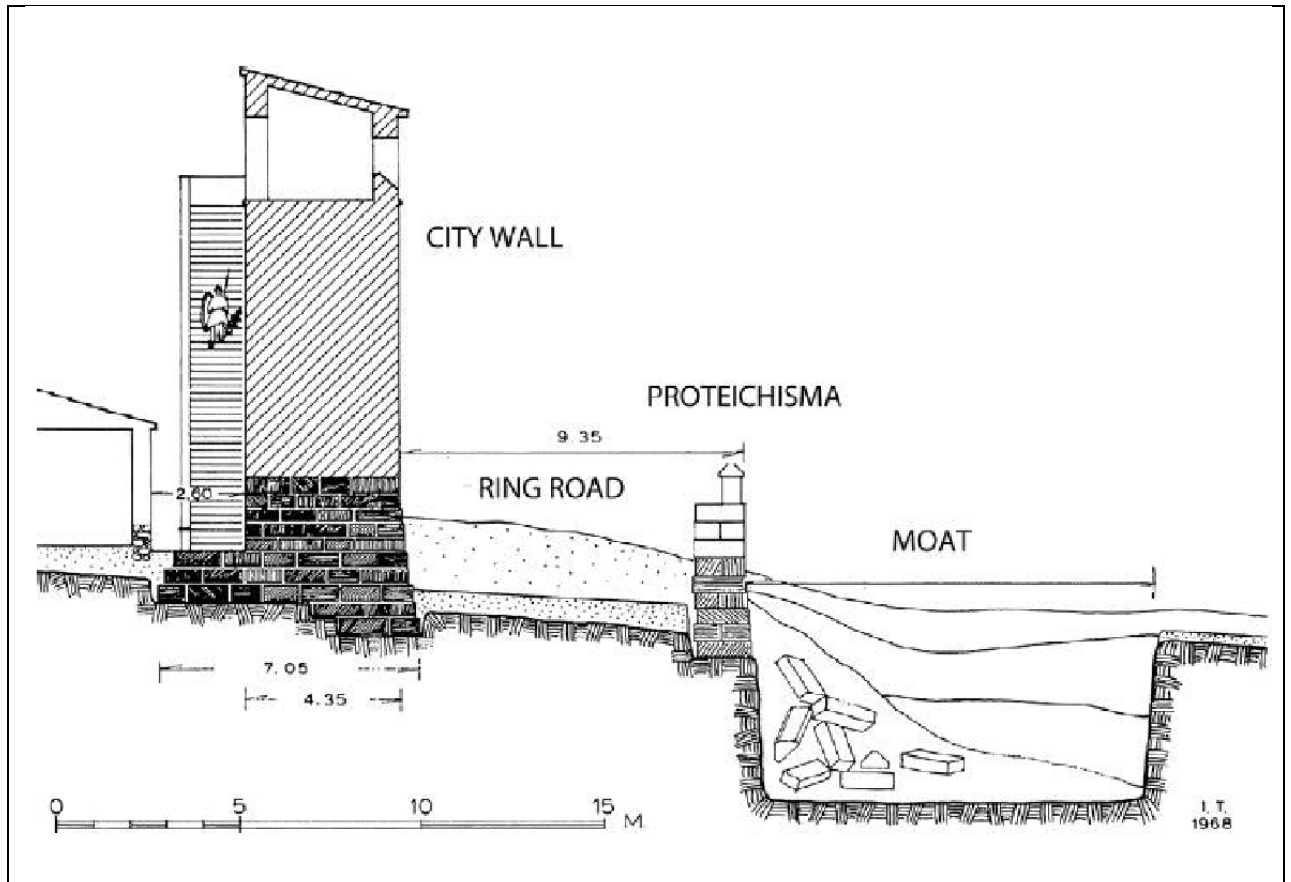 CITY WALL
PROTEICHISMA
9.35
2.60
RING ROAD
MOAT
7.05
4.35
0 5 10 15 M.
I. T.
1968